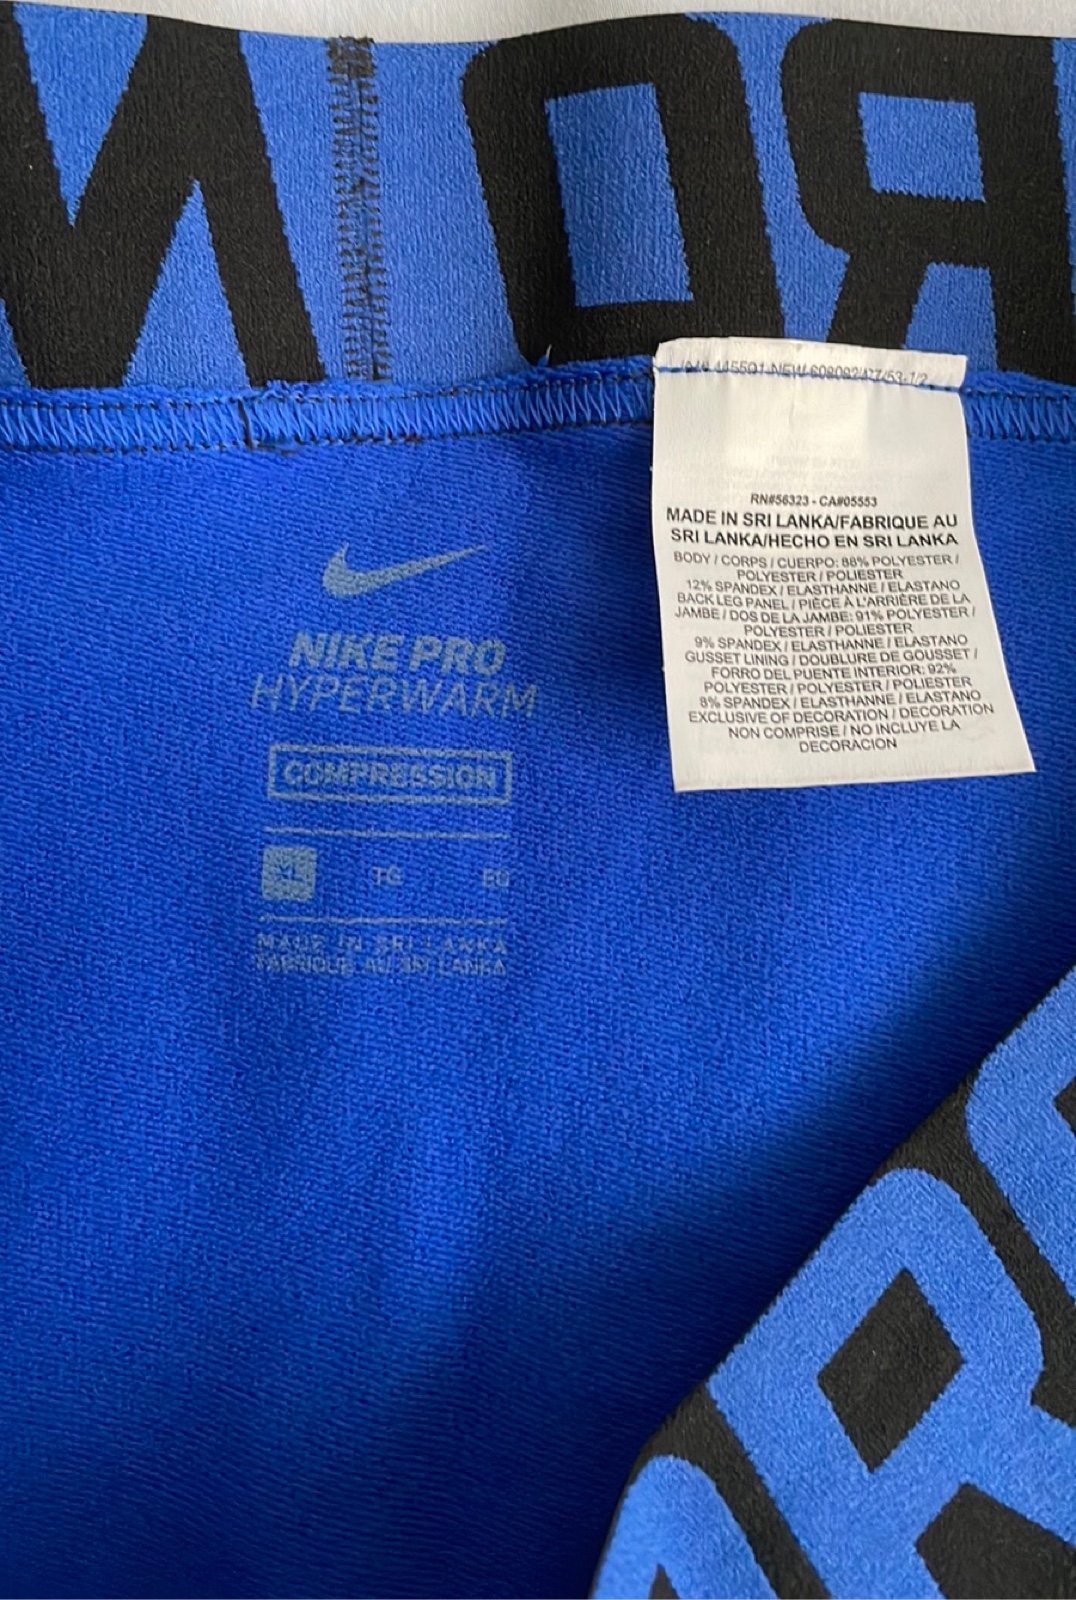 RN#56323 - CA#05553
MADE IN SRI LANKA/FABRIQUE AU
SRI LANKA/HECHO EN SRI LANKA
BODY / CORPS / CUERPO: 88% POLYESTER /
POLYESTER / POLIESTER
12% SPANDEX / ELASTHANNE / ELASTANO
BACK LEG PANEL / PIÈCE À L'ARRIÈRE DE LA
JAMBE / DOS DE LA JAMBE: 91% POLYESTER /
POLYESTER / POLIESTER
9% SPANDEX / ELASTHANNE / ELASTANO
GUSSET LINING / DOUBLURE DE GOUSSET /
FORRO DEL PUENTE INTERIOR: 92%
POLYESTER / POLYESTER / POLIESTER
8% SPANDEX / ELASTHANNE / ELASTANO
EXCLUSIVE OF DECORATION / DECORATION
NON COMPRISE / NO INCLUYE LA
DECORACION
NIKE PRO
HYPERWARM
COMPRESSION
XL TG EG
MADE IN SRI LANKA
FABRIQUE AU SRI LANKA